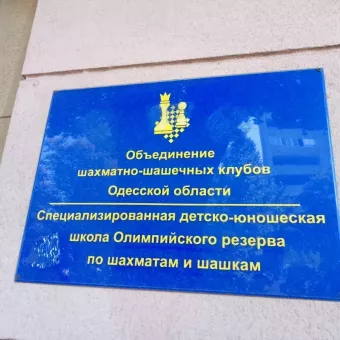 Объединение
шахматно-шашечных клубов
Одесской области
Специализированная детско-юношеская
школа Олимпийского резерва
по шахматам и шашкам